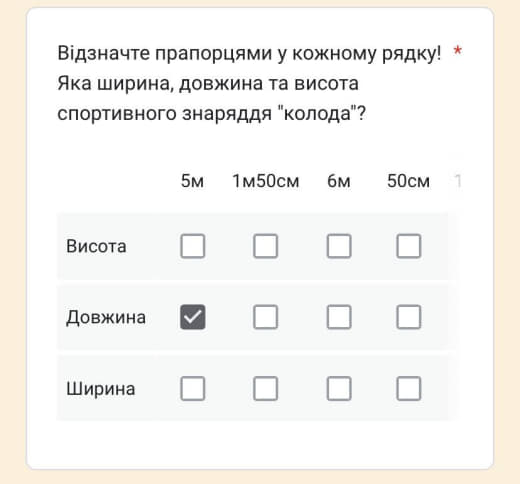 Відзначте прапорцями у кожному рядку! *
Яка ширина, довжина та висота
спортивного знаряддя "колода"?
5м 1м50см 6м 50см 1
Висота
Довжина
Ширина